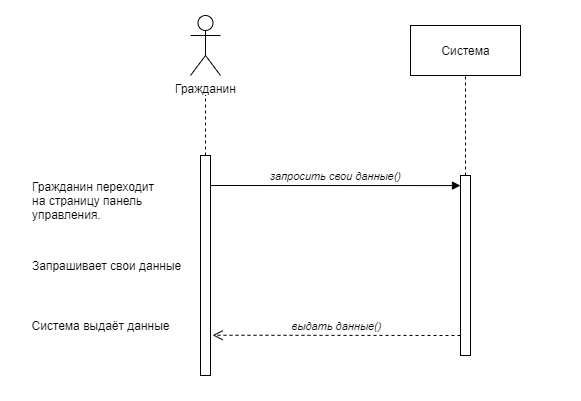 Гражданин
Система
запросить свои данные()
Гражданин переходит
на страницу панель
управления.
Запрашивает свои данные
Система выдаёт данные
выдать данные()